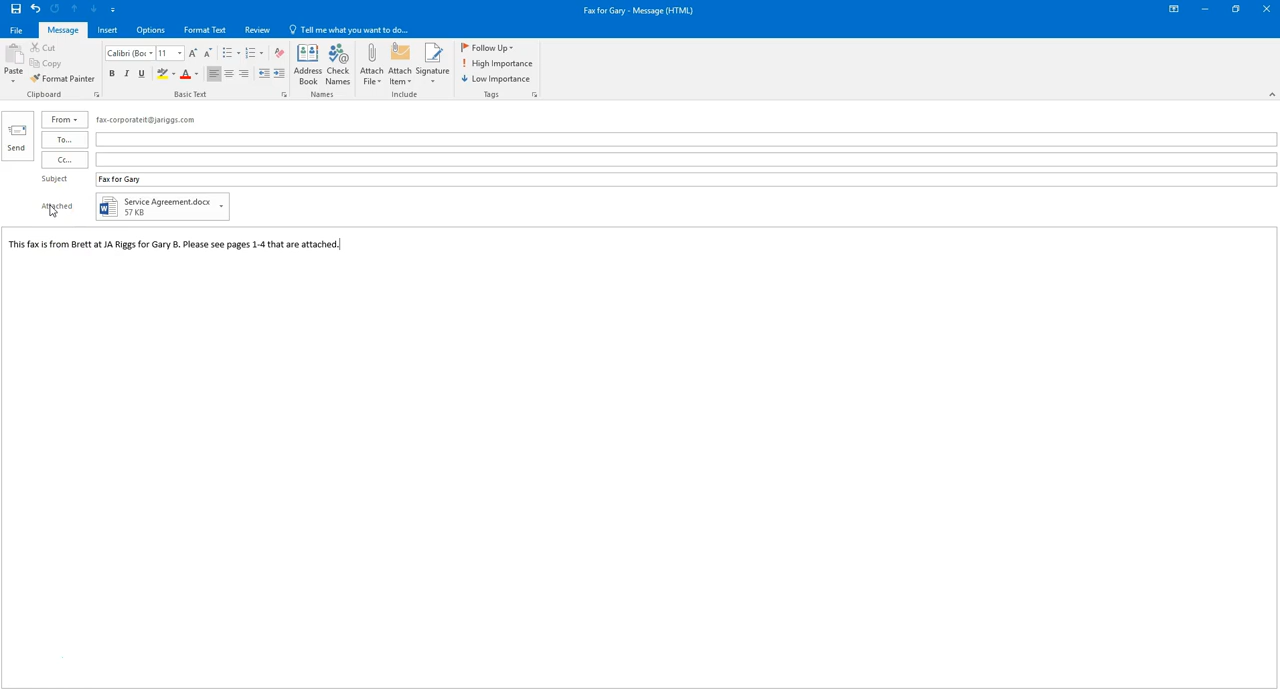 Fax for Gary - Message (HTML)
File Message Insert Options Format Text Review Tell me what you want to do...
Paste Cut Copy Format Painter
Clipboard
Calibri (Boc 11
B I U A
Basic Text
Address Book Check Names
Names
Attach File Attach Item Signature
Include
Follow Up
High Importance
Low Importance
Tags
Send
From fax-corporateit@jariggs.com
To...
Cc...
Subject Fax for Gary
Attached Service Agreement.docx
57 KB
This fax is from Brett at JA Riggs for Gary B. Please see pages 1-4 that are attached.